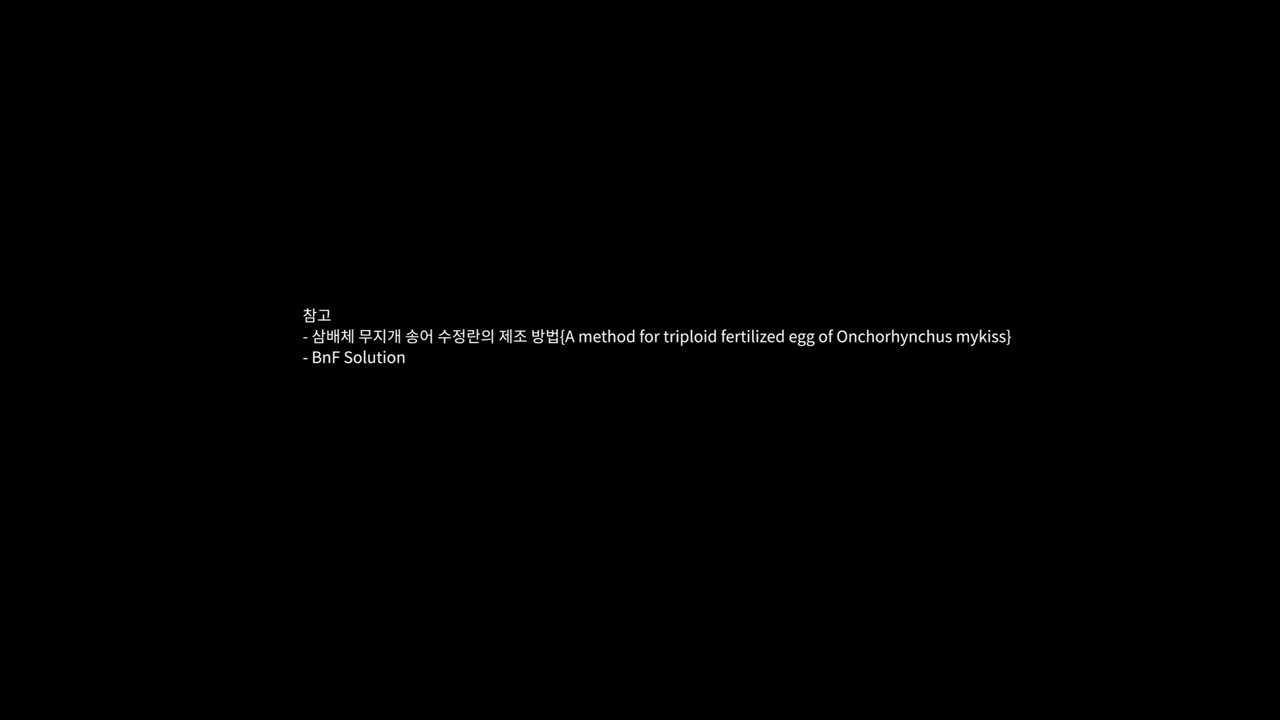 참고
- 삼배체 무지개 송어 수정란의 제조 방법{A method for triploid fertilized egg of Onchorhynchus mykiss}
- BnF Solution